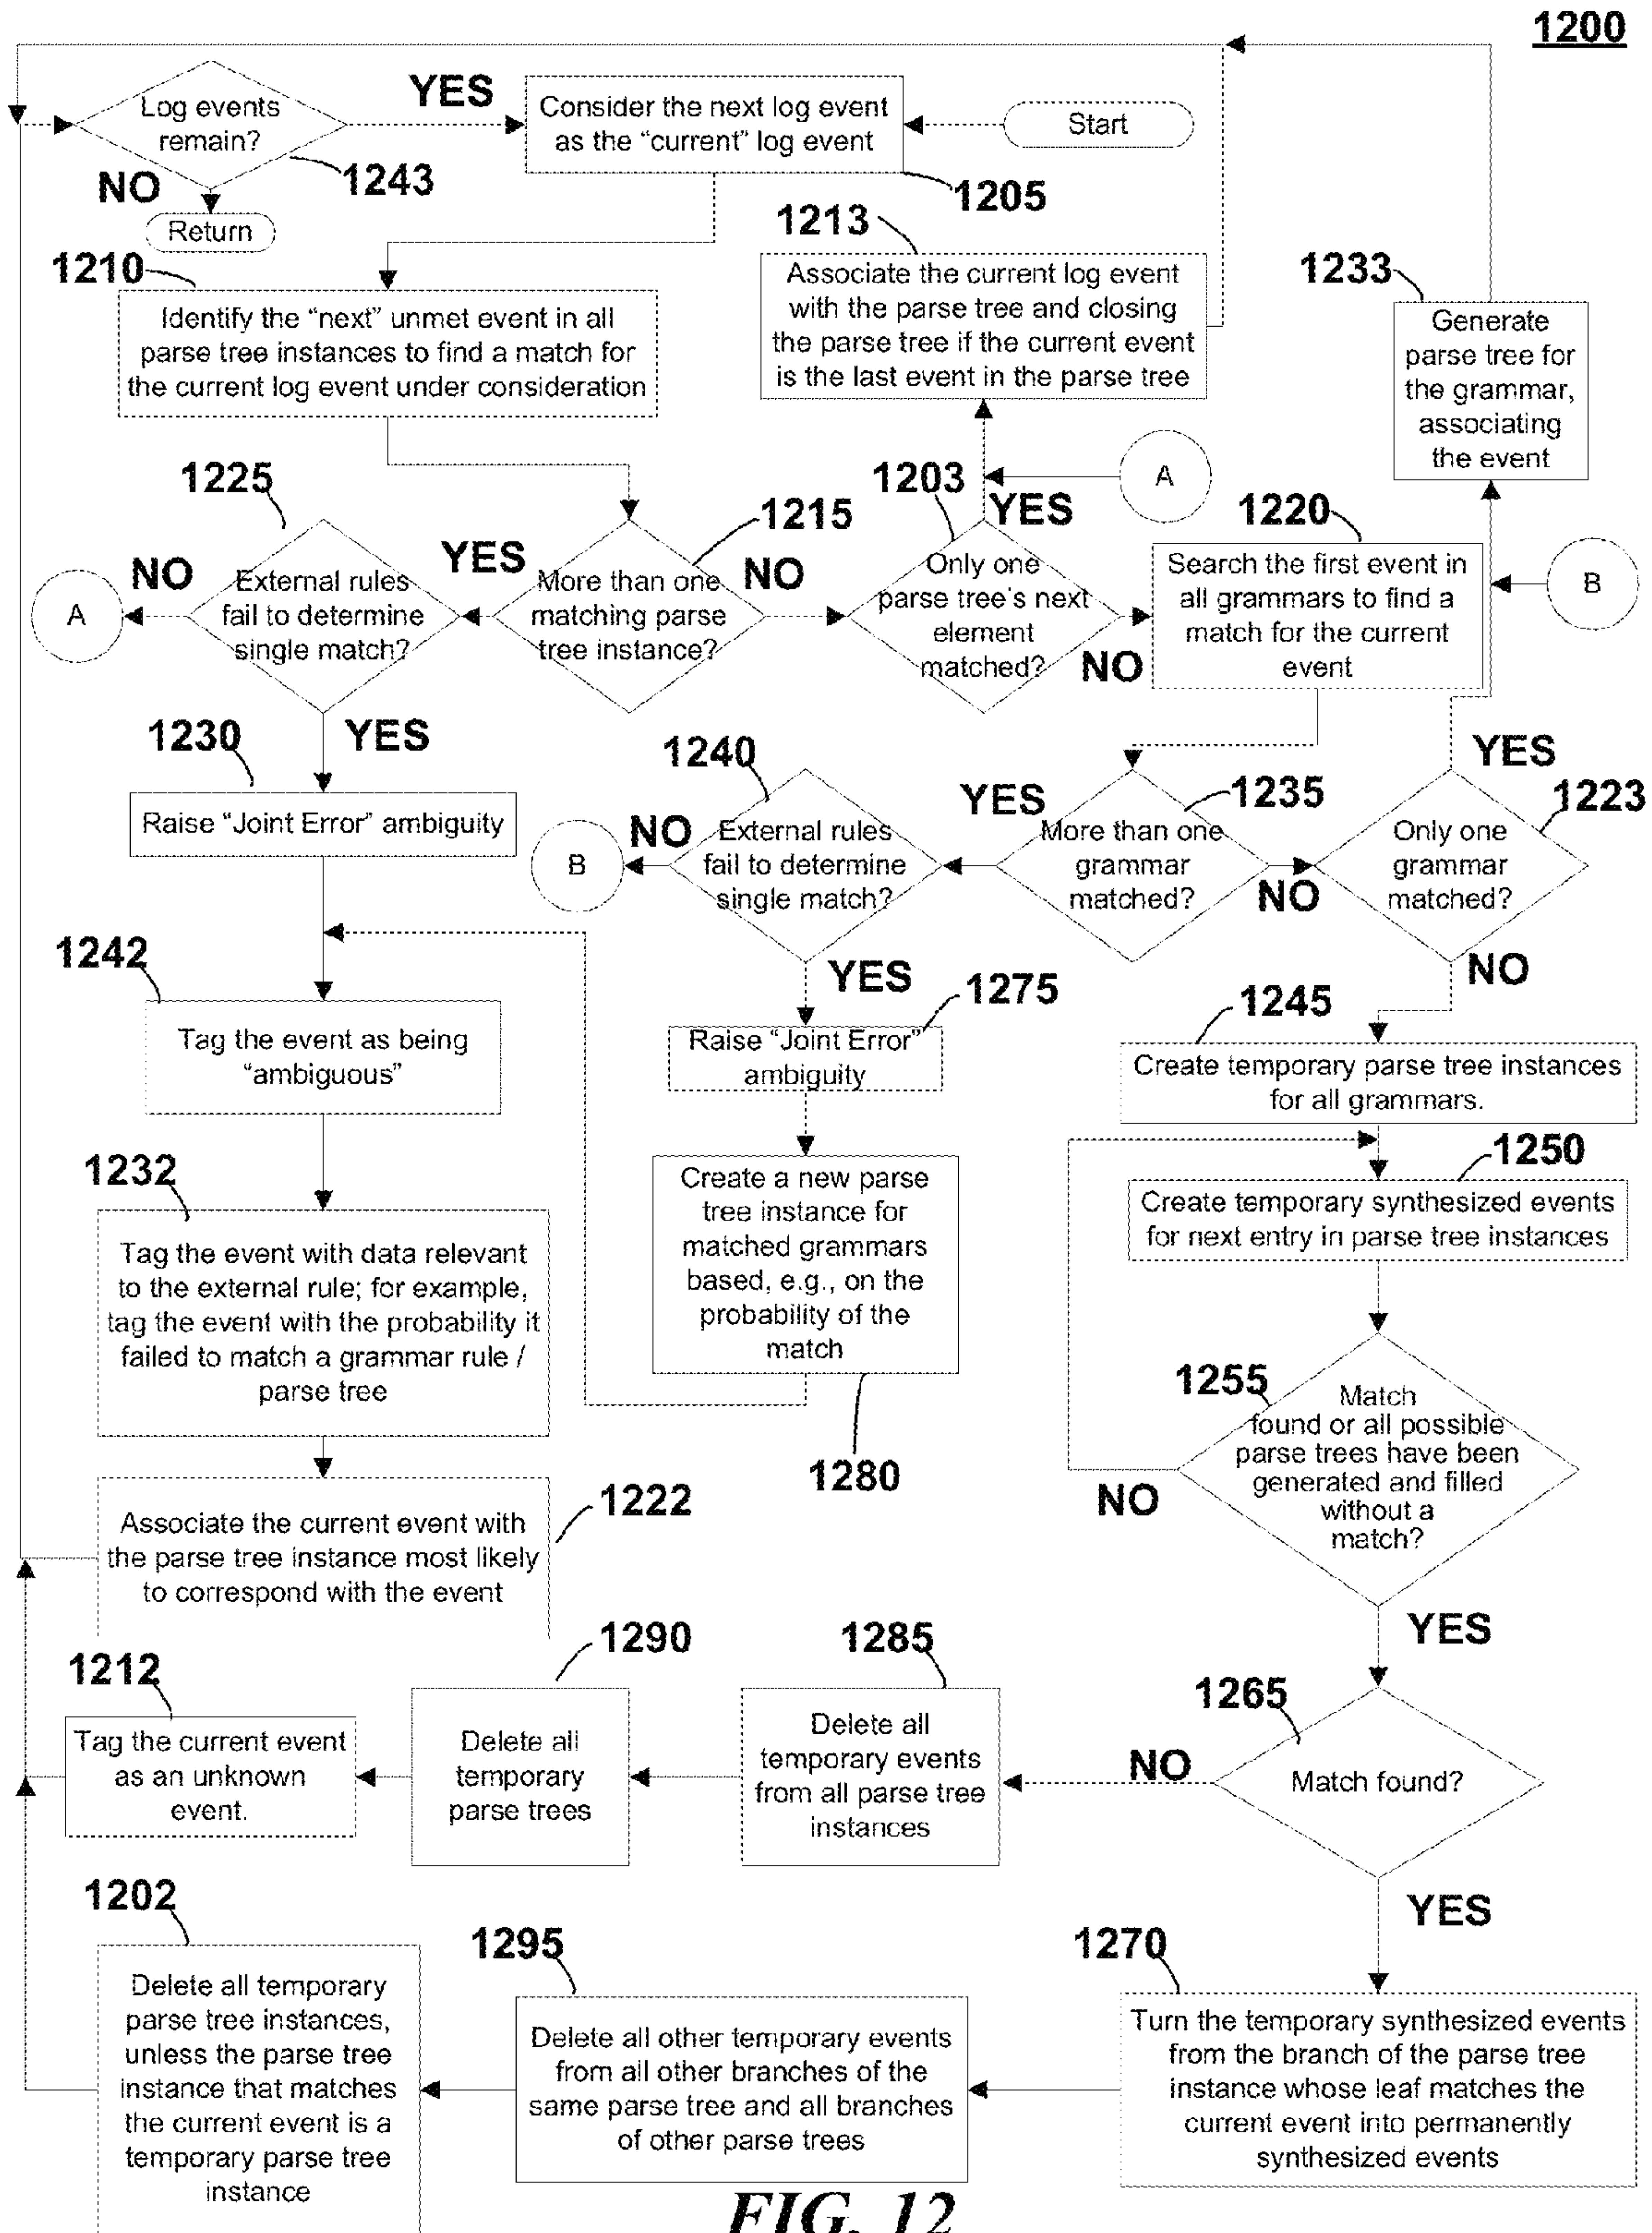 1200
Log events
remain?
YES
NO
1243
Return
Consider the next log event
as the “current” log event
Start
1205
1213
Associate the current log event
with the parse tree and closing
the parse tree if the current event
is the last event in the parse tree
1233
Generate
parse tree for
the grammar,
associating
the event
1210
Identify the “next” unmet event in all
parse tree instances to find a match for
the current log event under consideration
1225
A
NO
External rules
fail to determine
single match?
YES
1215
More than one
matching parse
tree instance?
NO
1203
YES
A
Only one
parse tree's next
element
matched?
NO
1220
Search the first event in
all grammars to find a
match for the current
event
B
1230
YES
Raise “Joint Error” ambiguity
1240
B
NO
External rules
fail to determine
single match?
YES
1235
More than one
grammar
matched?
NO
YES
1223
Only one
grammar
matched?
NO
1242
Tag the event as being
“ambiguous”
YES
1275
Raise “Joint Error”
ambiguity
1245
Create temporary parse tree instances
for all grammars.
1232
Tag the event with data relevant
to the external rule; for example,
tag the event with the probability it
failed to match a grammar rule /
parse tree
Create a new parse
tree instance for
matched grammars
based, e.g., on the
probability of the
match
1280
1250
Create temporary synthesized events
for next entry in parse tree instances
1255
Match
found or all possible
parse trees have been
generated and filled
without a
match?
NO
YES
1222
Associate the current event with
the parse tree instance most likely
to correspond with the event
1212
Tag the current event
as an unknown
event.
1290
Delete all
temporary
parse trees
1285
Delete all
temporary events
from all parse tree
instances
NO
1265
Match found?
YES
1202
Delete all temporary
parse tree instances,
unless the parse tree
instance that matches
the current event is a
temporary parse tree
instance
1295
Delete all other temporary events
from all other branches of the
same parse tree and all branches
of other parse trees
1270
Turn the temporary synthesized events
from the branch of the parse tree
instance whose leaf matches the
current event into permanently
synthesized events
FIG. 12